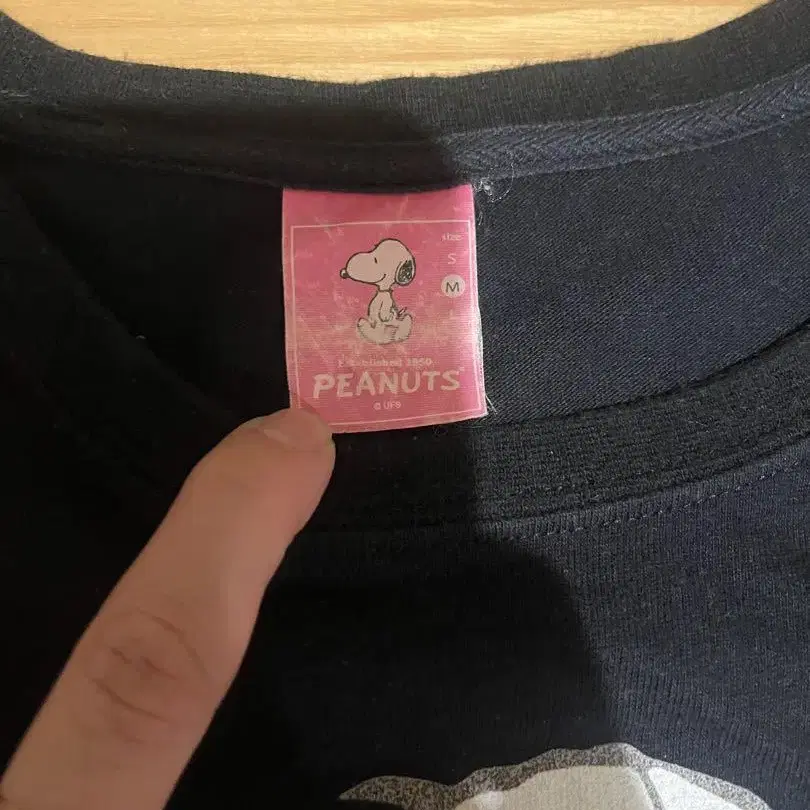 size
S
M
L
Established 1950
PEANUTS
© UFS